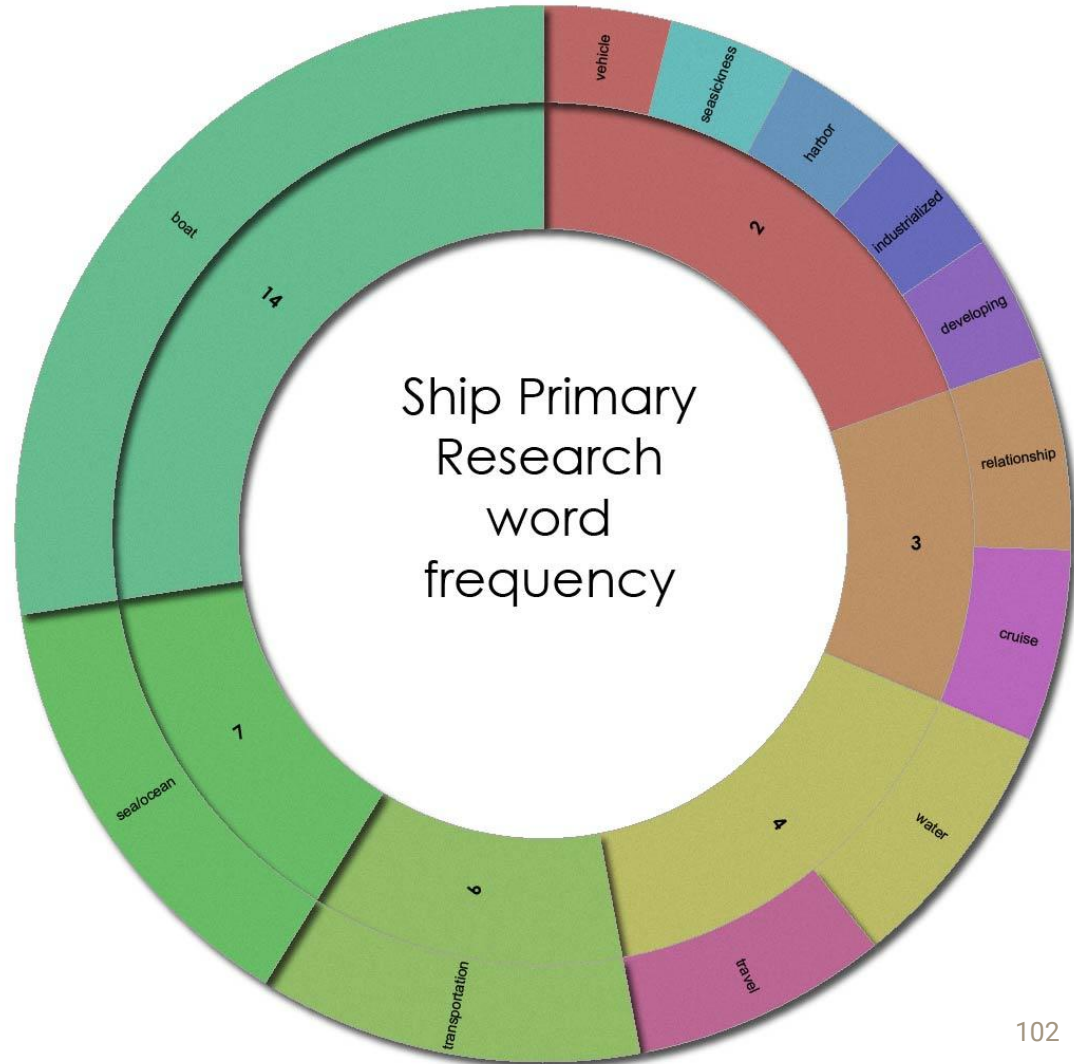 Ship Primary
Research
word
frequency
vehicle
seasickness
harbor
industrialized
developing
2
relationship
cruise
3
water
travel
4
transportation
6
sea/ocean
7
boat
14
102